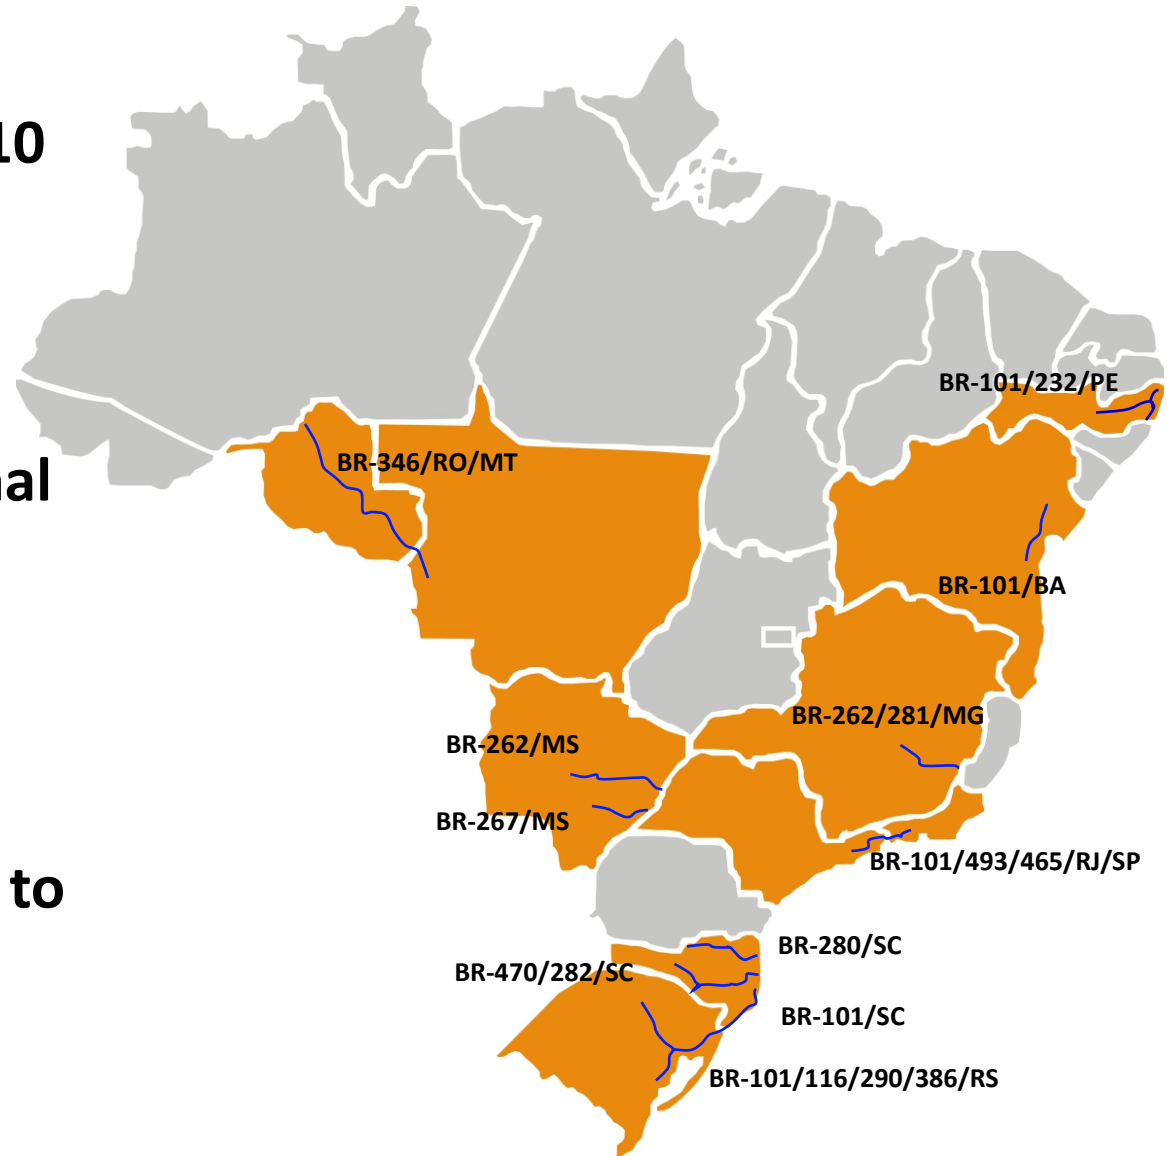 10
BR-101/232/PE
BR-346/RO/MT
nal
BR-101/BA
BR-262/281/MG
BR-262/MS
BR-267/MS
BR-101/493/465/RJ/SP
to
BR-280/SC
BR-470/282/SC
BR-101/SC
BR-101/116/290/386/RS